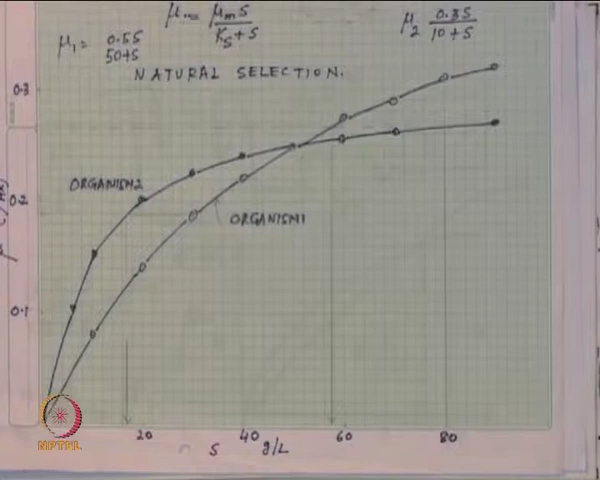 μ = μm S / Ks + S
μ1 = 0.5S / 50+S
μ2 0.3S / 10+S
NATURAL SELECTION.
0.3
ORGANISM2
0.2
ORGANISM1
0.1
20 40 60 80
S g/L
NPTEL